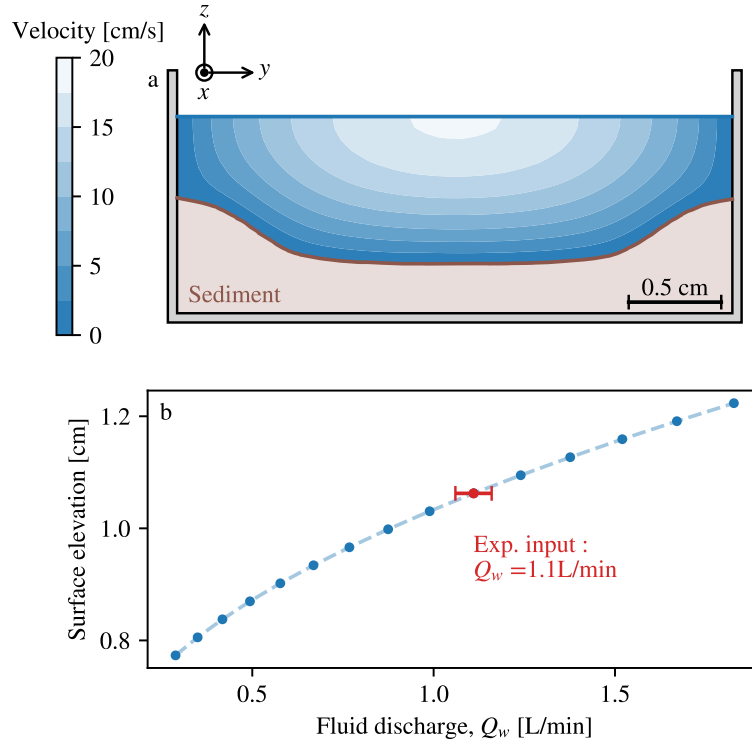 Velocity [cm/s]
z
20
a
y
x
15
10
5
0
Sediment
0.5 cm
b
1.2
1.0
0.8
Surface elevation [cm]
Exp. input :
Q_w =1.1L/min
0.5
1.0
1.5
Fluid discharge, Q_w [L/min]